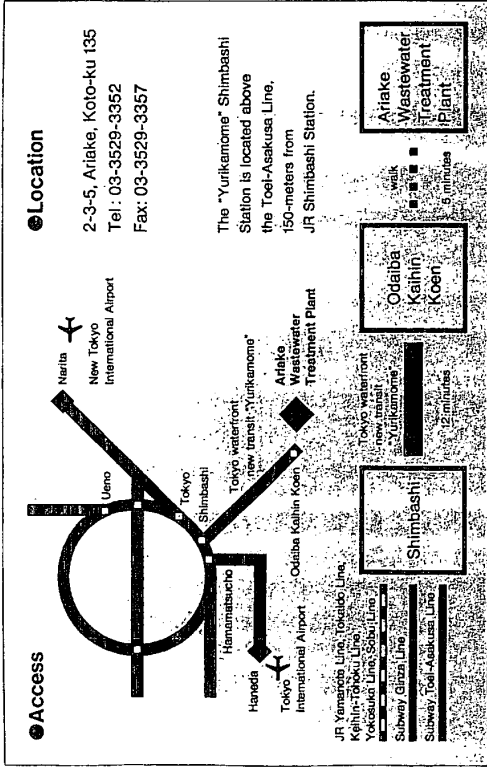 ●Access
Narita
New Tokyo
International Airport
Ueno
Tokyo
Shimbashi
Tokyo waterfront
new transit "Yurikamome"
Hamamatsucho
Haneda
Tokyo
International Airport
Odaiba Kaihin Koen
Ariake
Wastewater
Treatment Plant
●Location
2-3-5, Ariake, Koto-ku 135
Tel : 03-3529-3352
Fax: 03-3529-3357
The "Yurikamome" Shimbashi
Station is located above
the Toei-Asakusa Line,
150-meters from
JR Shimbashi Station.
JR Yamanote Line, Tokaido Line,
Keihin-Tohoku Line,
Yokosuka Line, Sobu Line
Subway Ginza Line
Subway Toei-Asakusa Line
Shimbashi
Tokyo waterfront
new transit
"Yurikamome"
12 minutes
Odaiba
Kaihin
Koen
walk
5 minutes
Ariake
Wastewater
Treatment
Plant